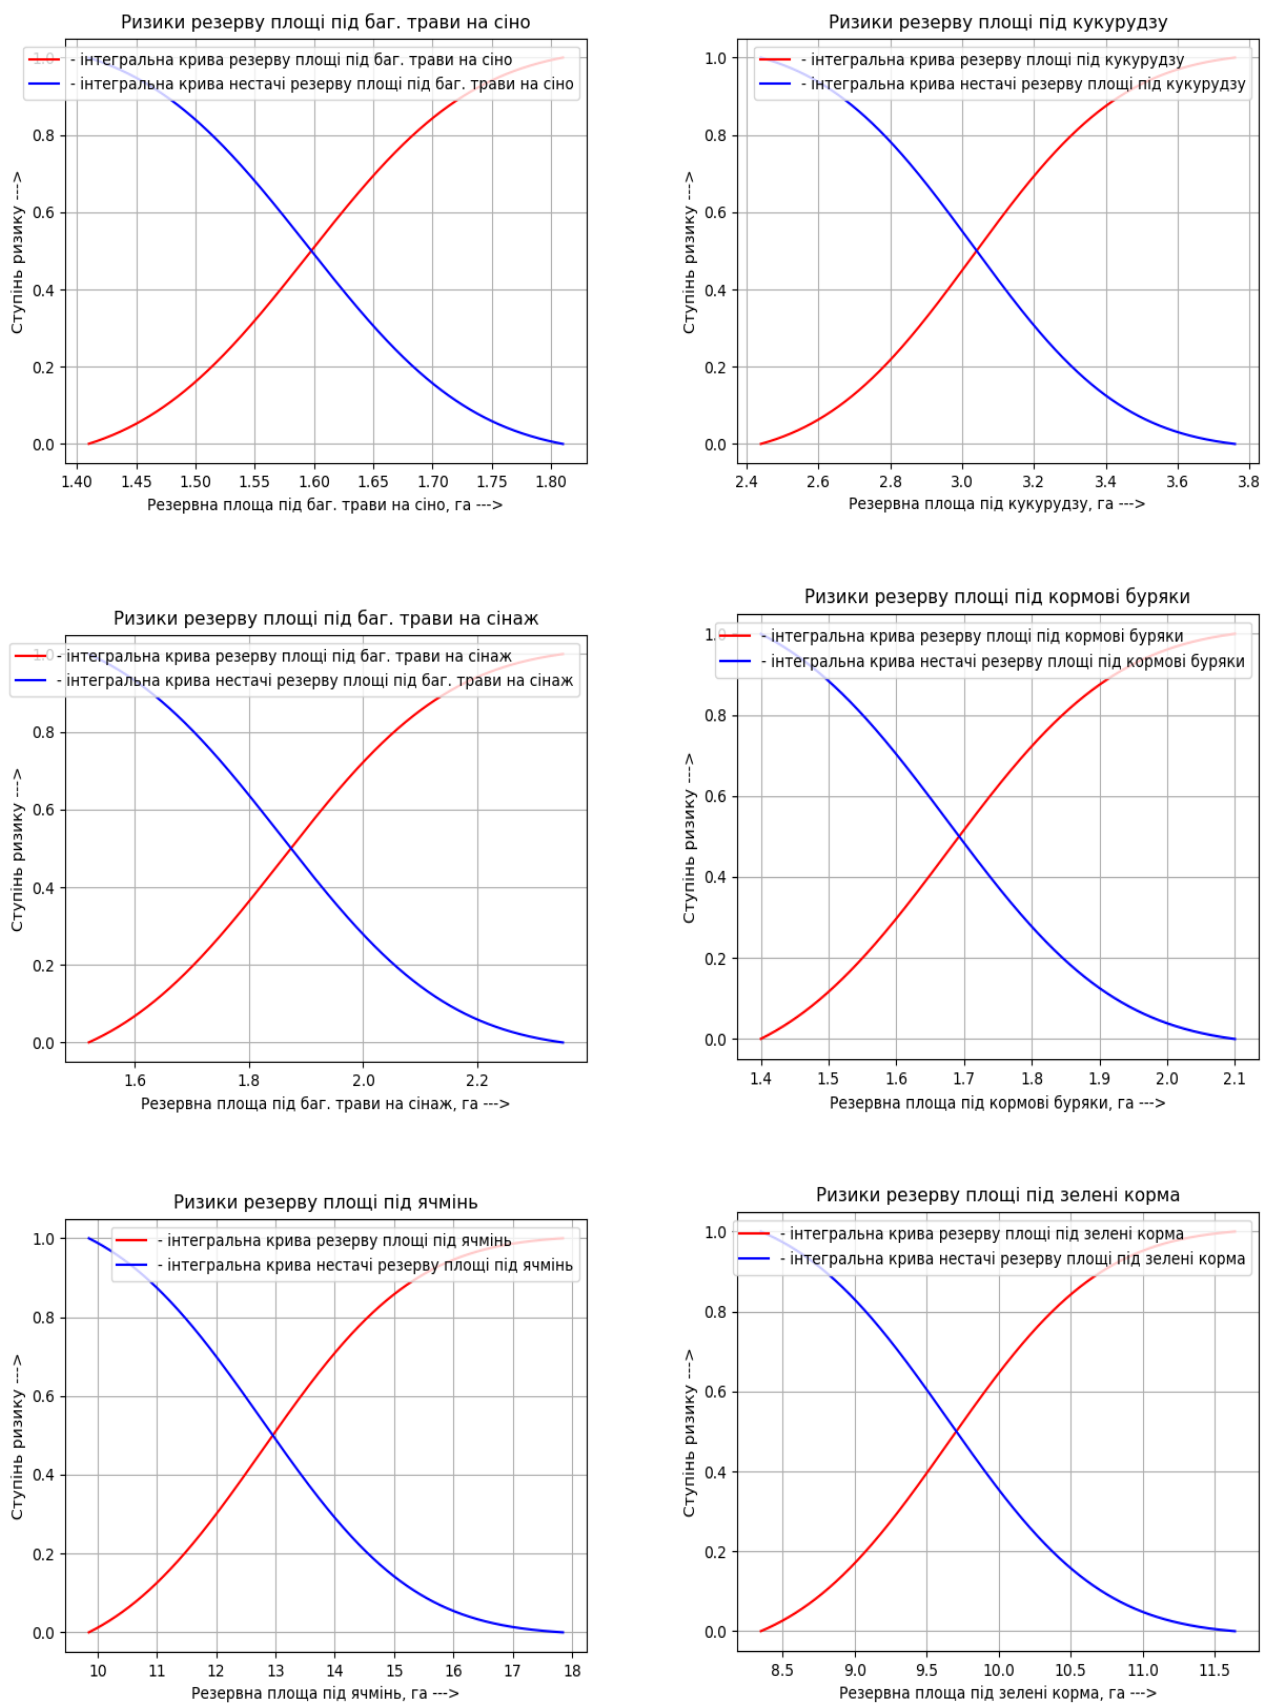 Ризики резерву площі під баг. трави на сіно
- інтегральна крива резерву площі під баг. трави на сіно
- інтегральна крива нестачі резерву площі під баг. трави на сіно
1.0
0.8
0.6
0.4
0.2
0.0
Ступінь ризику --->
1.40 1.45 1.50 1.55 1.60 1.65 1.70 1.75 1.80
Резервна площа під баг. трави на сіно, га --->
Ризики резерву площі під кукурудзу
- інтегральна крива резерву площі під кукурудзу
- інтегральна крива нестачі резерву площі під кукурудзу
1.0
0.8
0.6
0.4
0.2
0.0
Ступінь ризику --->
2.4 2.6 2.8 3.0 3.2 3.4 3.6 3.8
Резервна площа під кукурудзу, га --->
Ризики резерву площі під баг. трави на сінаж
- інтегральна крива резерву площі під баг. трави на сінаж
- інтегральна крива нестачі резерву площі під баг. трави на сінаж
1.0
0.8
0.6
0.4
0.2
0.0
Ступінь ризику --->
1.6 1.8 2.0 2.2
Резервна площа під баг. трави на сінаж, га --->
Ризики резерву площі під кормові буряки
- інтегральна крива резерву площі під кормові буряки
- інтегральна крива нестачі резерву площі під кормові буряки
1.0
0.8
0.6
0.4
0.2
0.0
Ступінь ризику --->
1.4 1.5 1.6 1.7 1.8 1.9 2.0 2.1
Резервна площа під кормові буряки, га --->
Ризики резерву площі під ячмінь
- інтегральна крива резерву площі під ячмінь
- інтегральна крива нестачі резерву площі під ячмінь
1.0
0.8
0.6
0.4
0.2
0.0
Ступінь ризику --->
10 11 12 13 14 15 16 17 18
Резервна площа під ячмінь, га --->
Ризики резерву площі під зелені корма
- інтегральна крива резерву площі під зелені корма
- інтегральна крива нестачі резерву площі під зелені корма
1.0
0.8
0.6
0.4
0.2
0.0
Ступінь ризику --->
8.5 9.0 9.5 10.0 10.5 11.0 11.5
Резервна площа під зелені корма, га --->